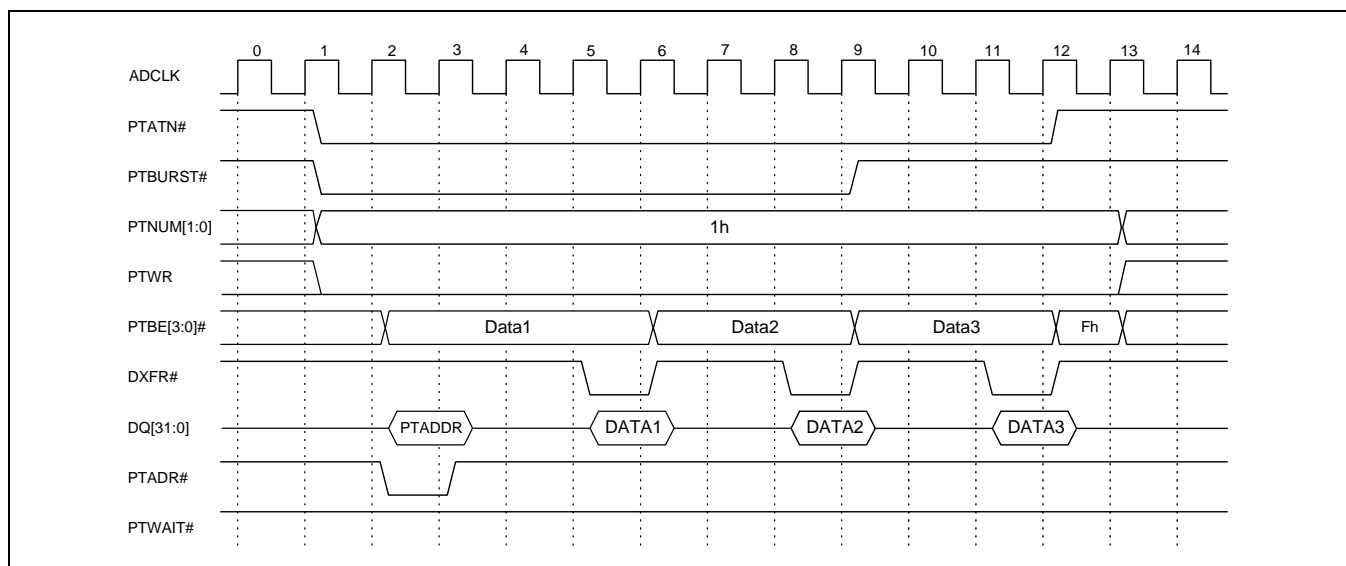 0 1 2 3 4 5 6 7 8 9 10 11 12 13 14
ADCLK
PTATN#
PTBURST#
PTNUM[1:0] 1h
PTWR
PTBE[3:0]# Data1 Data2 Data3 Fh
DXFR#
DQ[31:0] PTADDR DATA1 DATA2 DATA3
PTADR#
PTWAIT#